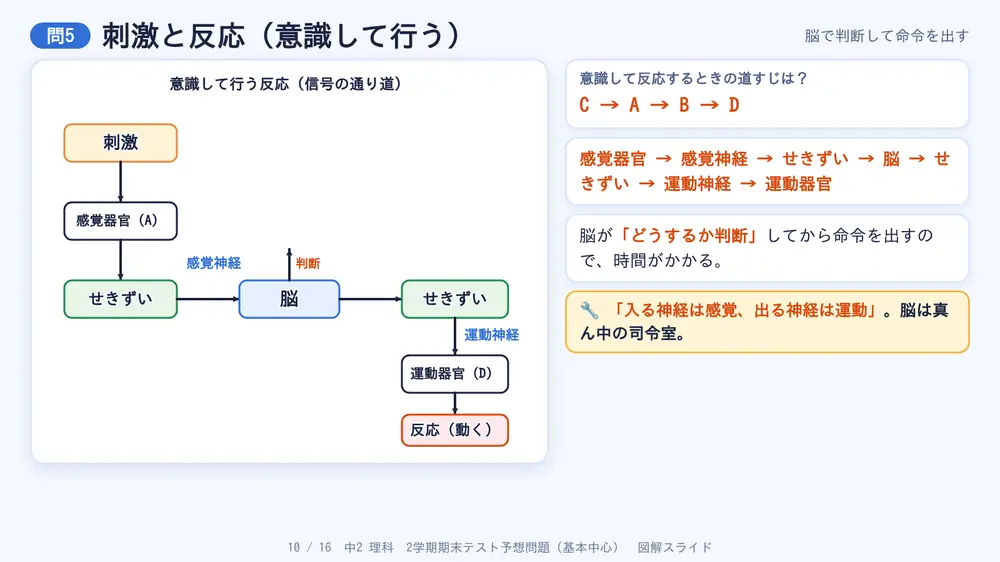 問5 刺激と反応（意識して行う）
脳で判断して命令を出す
意識して行う反応（信号の通り道）
刺激
感覚器官（A）
感覚神経
判断
せきずい
脳
せきずい
運動神経
運動器官（D）
反応（動く）
意識して反応するときの道すじは？
C → A → B → D
感覚器官 → 感覚神経 → せきずい → 脳 → せ
きずい → 運動神経 → 運動器官
脳が「どうするか判断」してから命令を出すの
で、時間がかかる。
🔧 「入る神経は感覚、出る神経は運動」。脳は真
ん中の司令室。
10 / 16 中2 理科 2学期期末テスト予想問題（基本中心） 図解スライド